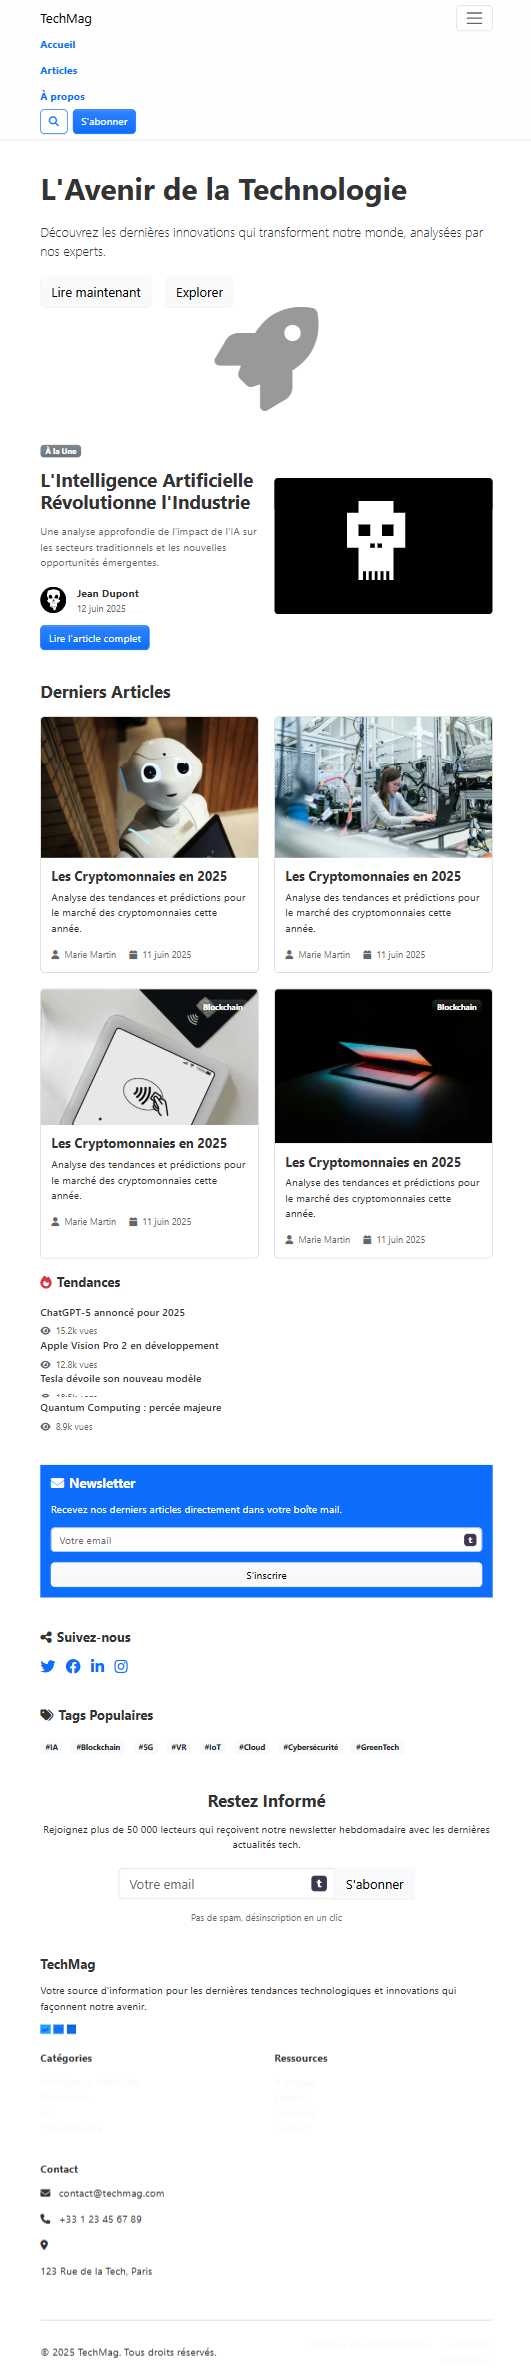 TechMag
Accueil
Articles
À propos
S'abonner
L'Avenir de la Technologie
Découvrez les dernières innovations qui transforment notre monde, analysées par
nos experts.
Lire maintenant
Explorer
À la Une
L'Intelligence Artificielle
Révolutionne l'Industrie
Une analyse approfondie de l'impact de l'IA sur
les secteurs traditionnels et les nouvelles
opportunités émergentes.
Jean Dupont
12 juin 2025
Lire l'article complet
Derniers Articles
Les Cryptomonnaies en 2025
Analyse des tendances et prédictions pour
le marché des cryptomonnaies cette
année.
Marie Martin 11 juin 2025
Les Cryptomonnaies en 2025
Analyse des tendances et prédictions pour
le marché des cryptomonnaies cette
année.
Marie Martin 11 juin 2025
Blockchain
Les Cryptomonnaies en 2025
Analyse des tendances et prédictions pour
le marché des cryptomonnaies cette
année.
Marie Martin 11 juin 2025
Blockchain
Les Cryptomonnaies en 2025
Analyse des tendances et prédictions pour
le marché des cryptomonnaies cette
année.
Marie Martin 11 juin 2025
Tendances
ChatGPT-5 annoncé pour 2025
15.2k vues
Apple Vision Pro 2 en développement
12.8k vues
Tesla dévoile son nouveau modèle
Quantum Computing : percée majeure
8.9k vues
Newsletter
Recevez nos derniers articles directement dans votre boîte mail.
Votre email
S'inscrire
Suivez-nous
Tags Populaires
#IA #Blockchain #5G #VR #IoT #Cloud #Cybersécurité #GreenTech
Restez Informé
Rejoignez plus de 50 000 lecteurs qui reçoivent notre newsletter hebdomadaire avec les dernières
actualités tech.
Votre email
S'abonner
Pas de spam, désinscription en un clic
TechMag
Votre source d'information pour les dernières tendances technologiques et innovations qui
façonnent notre avenir.
Catégories
Ressources
Contact
contact@techmag.com
+33 1 23 45 67 89
123 Rue de la Tech, Paris
© 2025 TechMag. Tous droits réservés.